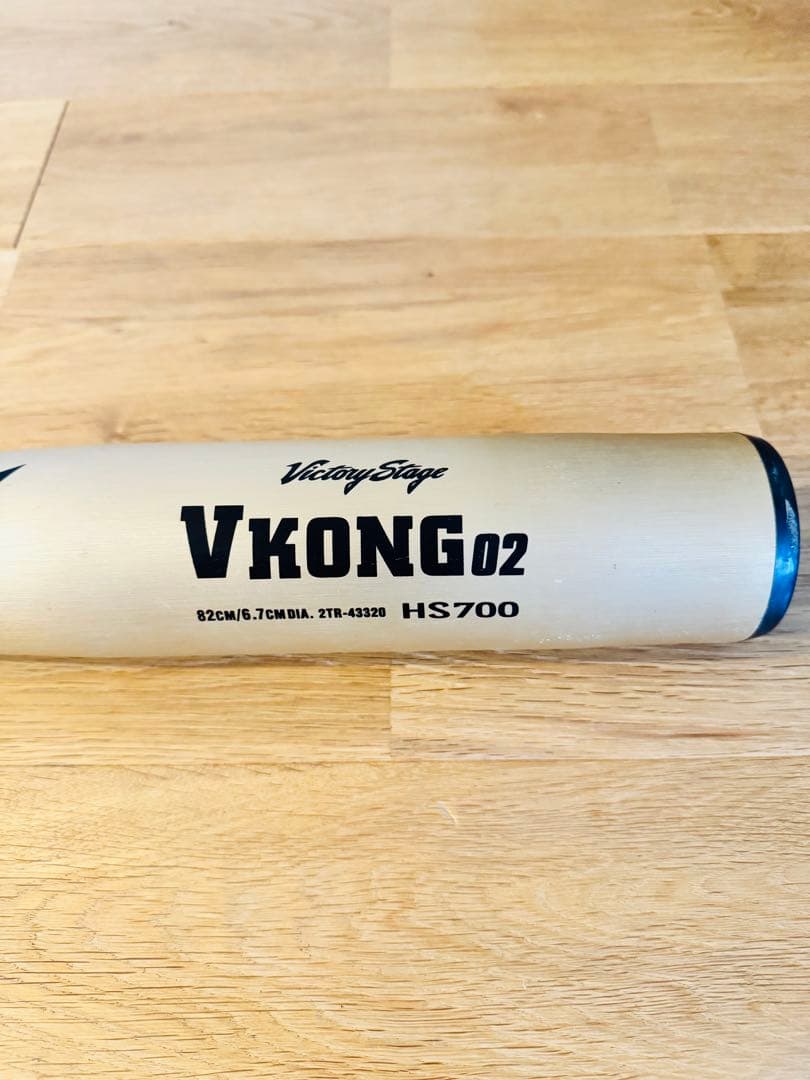 Victory Stage
VKONG02
82CM/6.7CMDIA. 2TR-43320 HS700